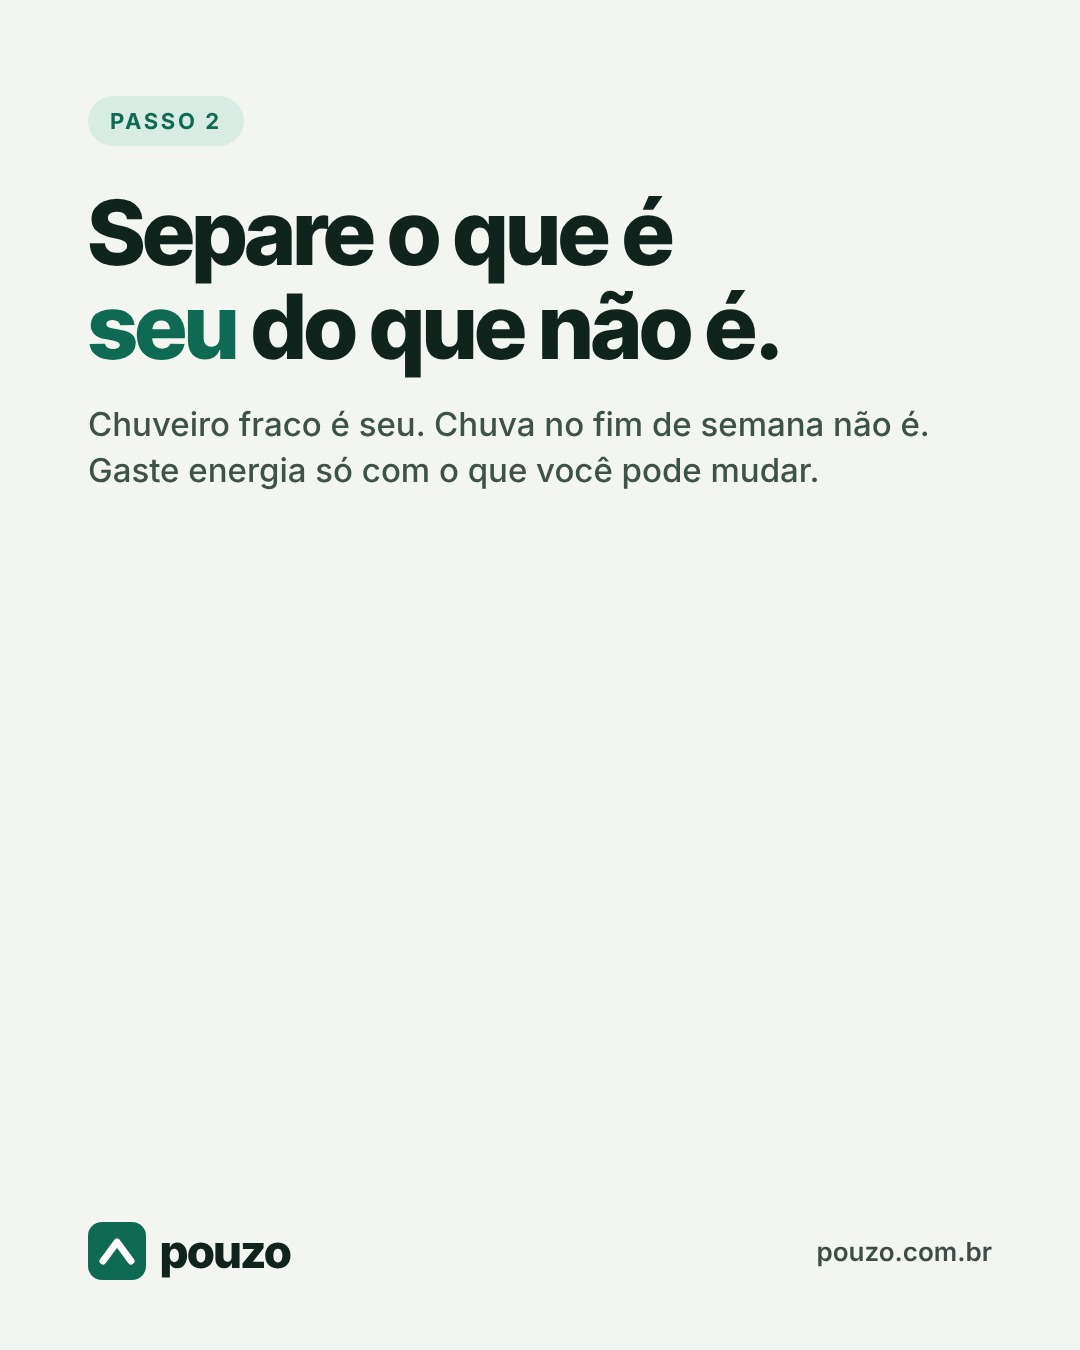 PASSO 2
Separe o que é
seu do que não é.
Chuveiro fraco é seu. Chuva no fim de semana não é.
Gaste energia só com o que você pode mudar.
pouzo
pouzo.com.br